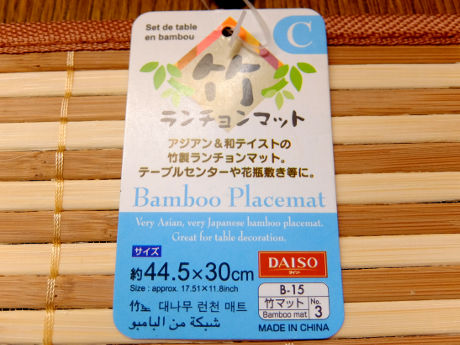 Set de table
en bambou
C
竹
ランチョンマット
アジアン&和テイストの
竹製ランチョンマット。
テーブルセンターや花瓶敷き等に。
Bamboo Placemat
Very Asian, very Japanese bamboo placemat.
Great for table decoration.
サイズ
約44.5×30cm
Size : approx. 17.51×11.8inch
DAISO
ダイソー
B-15
竹マット
Bamboo mat
No.
3
竹 대나무 런천 매트
شبكة من البامبو
MADE IN CHINA